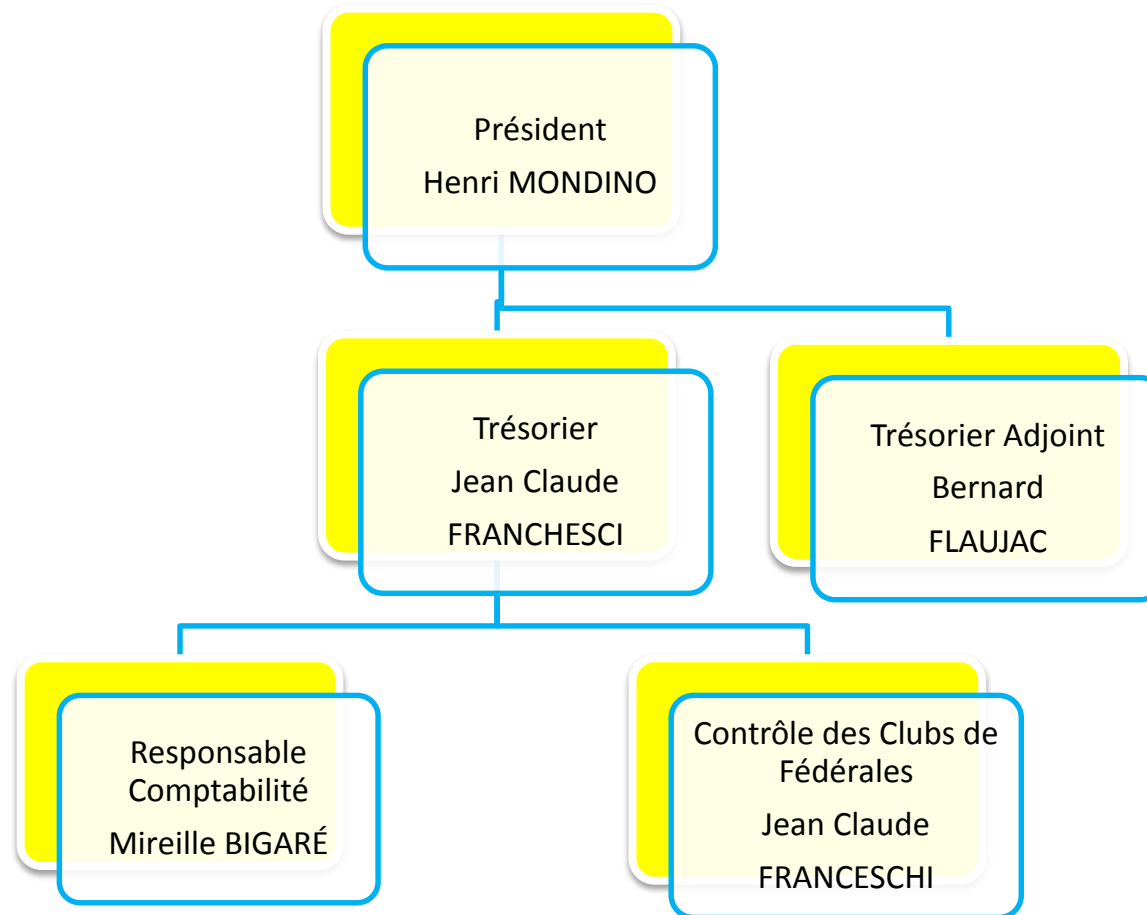 Président
Henri MONDINO
Trésorier
Jean Claude
FRANCHESCI
Trésorier Adjoint
Bernard
FLAUJAC
Responsable
Comptabilité
Mireille BIGARÉ
Contrôle des Clubs de
Fédérales
Jean Claude
FRANCESCHI